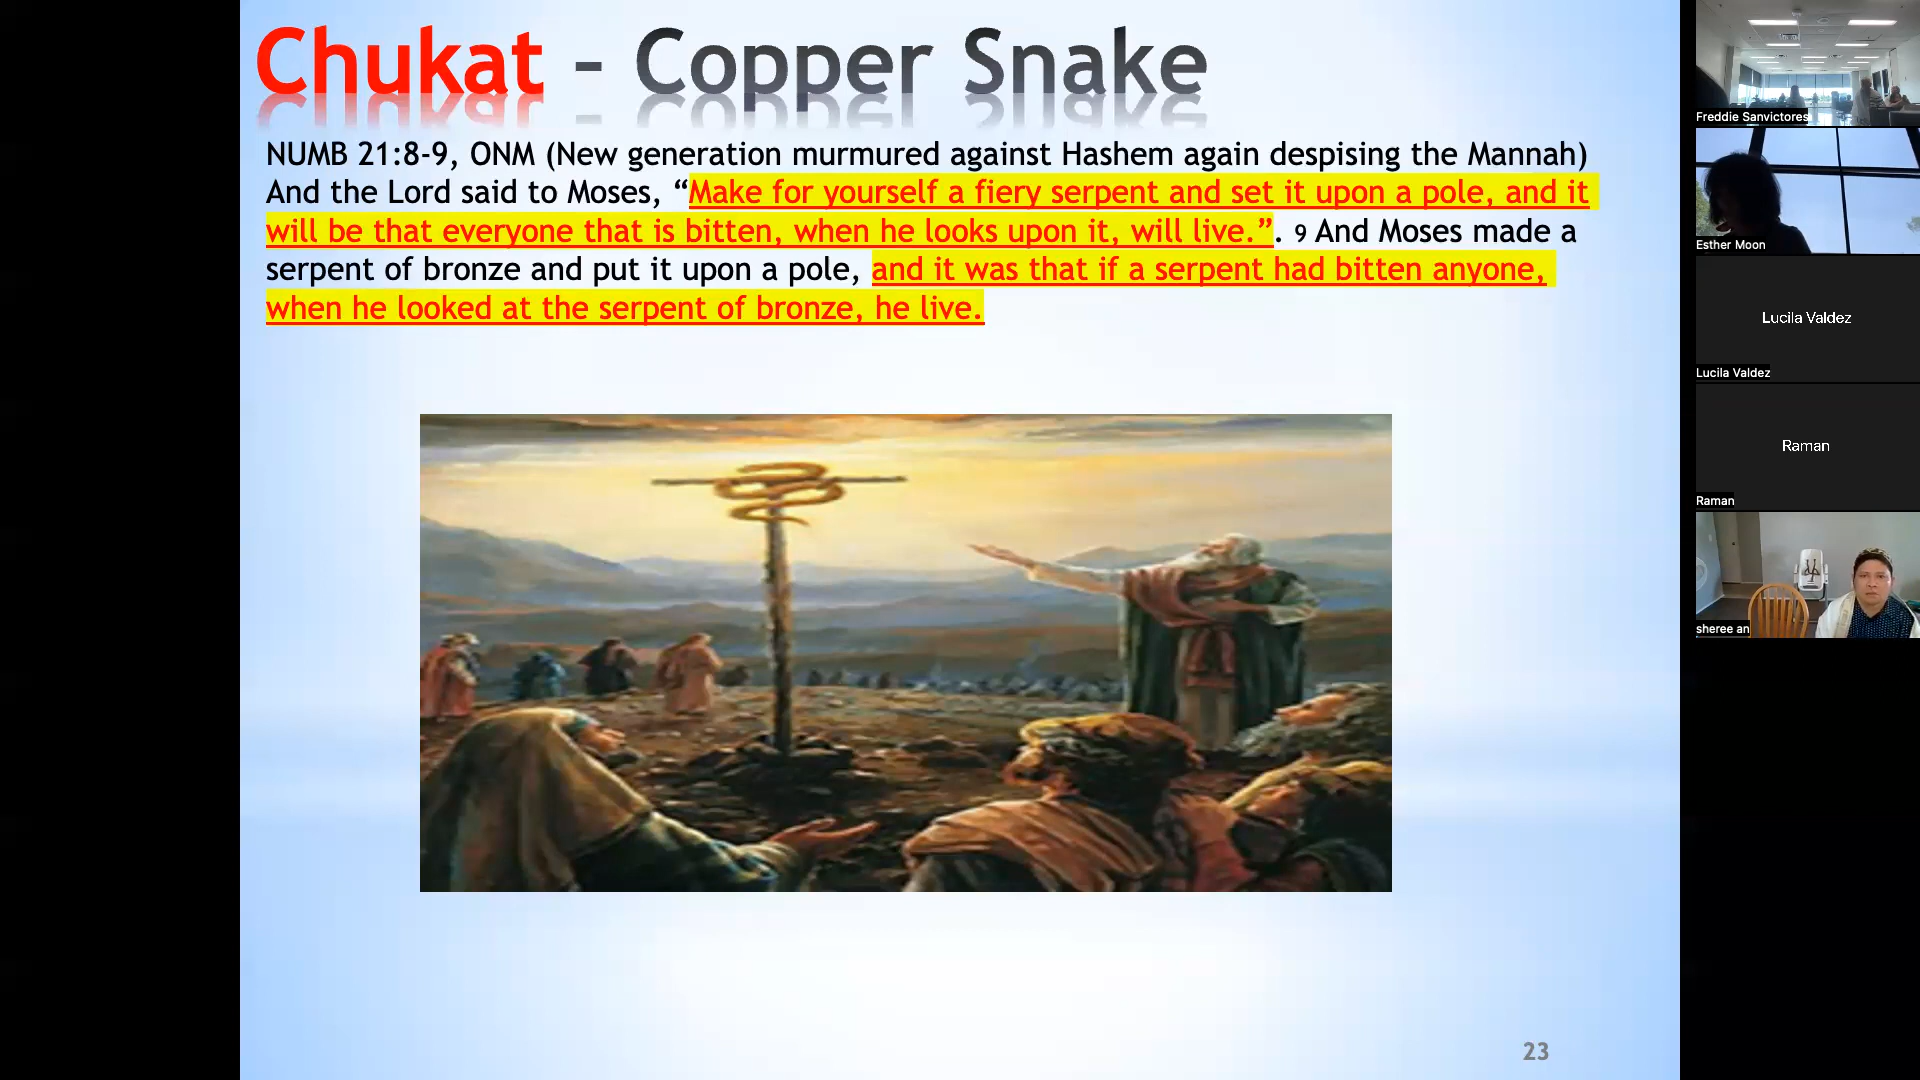 Chukat - Copper Snake
NUMB 21:8-9, ONM (New generation murmured against Hashem again despising the Mannah)
And the Lord said to Moses, “Make for yourself a fiery serpent and set it upon a pole, and it
will be that everyone that is bitten, when he looks upon it, will live.”. 9 And Moses made a
serpent of bronze and put it upon a pole, and it was that if a serpent had bitten anyone,
when he looked at the serpent of bronze, he live.
23
Freddie Sanvictores
Esther Moon
Lucila Valdez
Lucila Valdez
Raman
Raman
sheree an